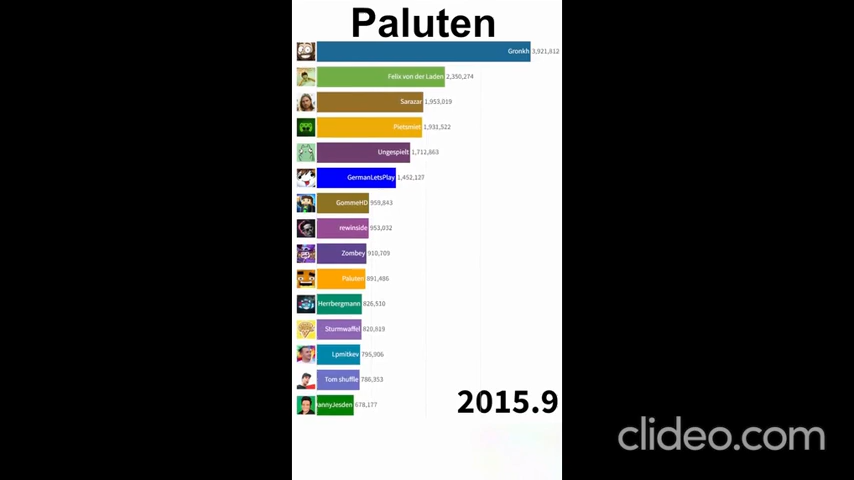 Paluten
Gronkh 3,921,812
Felix von der Laden 2,350,274
Sarazar 1,953,019
Pietsmiet 1,931,522
Ungespielt 1,712,863
GermanLetsPlay 1,452,127
GommeHD 959,843
rewinside 953,032
Zombey 910,709
Paluten 891,486
Herrbergmann 826,510
Sturmwaffel 820,819
Lpmitkev 795,906
Tom shuffle 786,353
annyJesden 678,177
2015.9
clideo.com